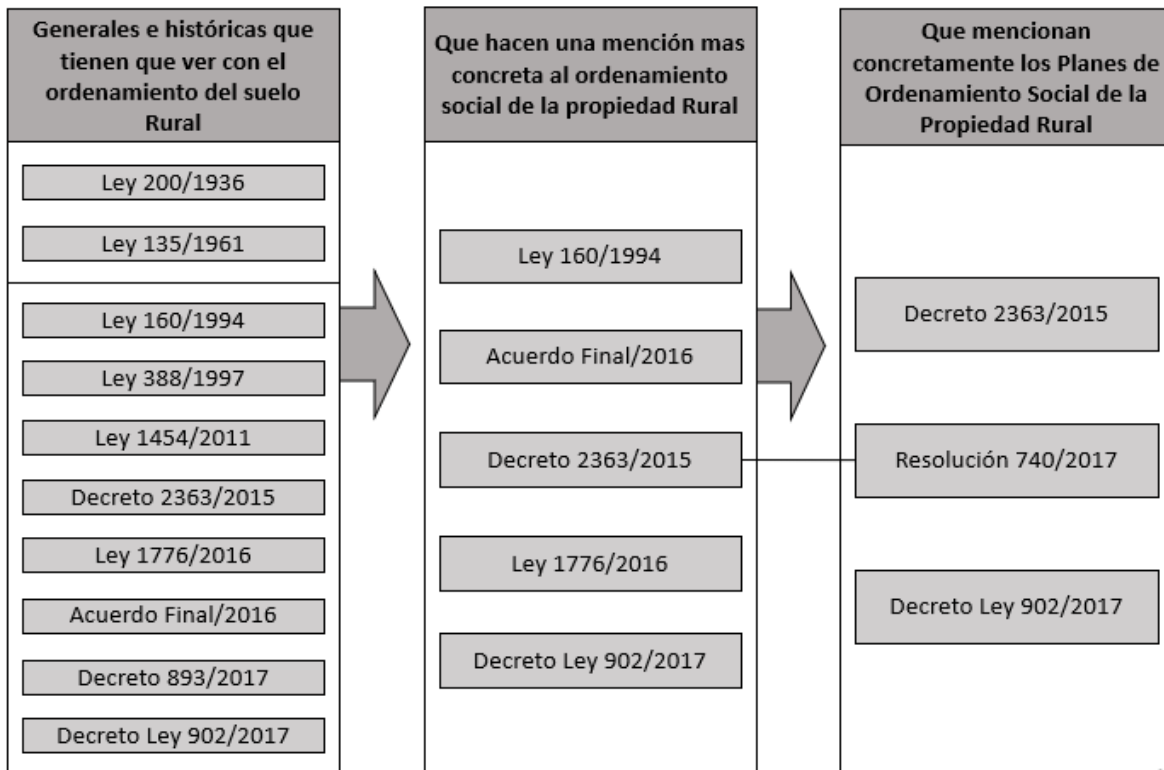 Generales e históricas que
tienen que ver con el
ordenamiento del suelo
Rural
Ley 200/1936
Ley 135/1961
Ley 160/1994
Ley 388/1997
Ley 1454/2011
Decreto 2363/2015
Ley 1776/2016
Acuerdo Final/2016
Decreto 893/2017
Decreto Ley 902/2017
Que hacen una mención mas
concreta al ordenamiento
social de la propiedad Rural
Ley 160/1994
Acuerdo Final/2016
Decreto 2363/2015
Ley 1776/2016
Decreto Ley 902/2017
Que mencionan
concretamente los Planes de
Ordenamiento Social de la
Propiedad Rural
Decreto 2363/2015
Resolución 740/2017
Decreto Ley 902/2017